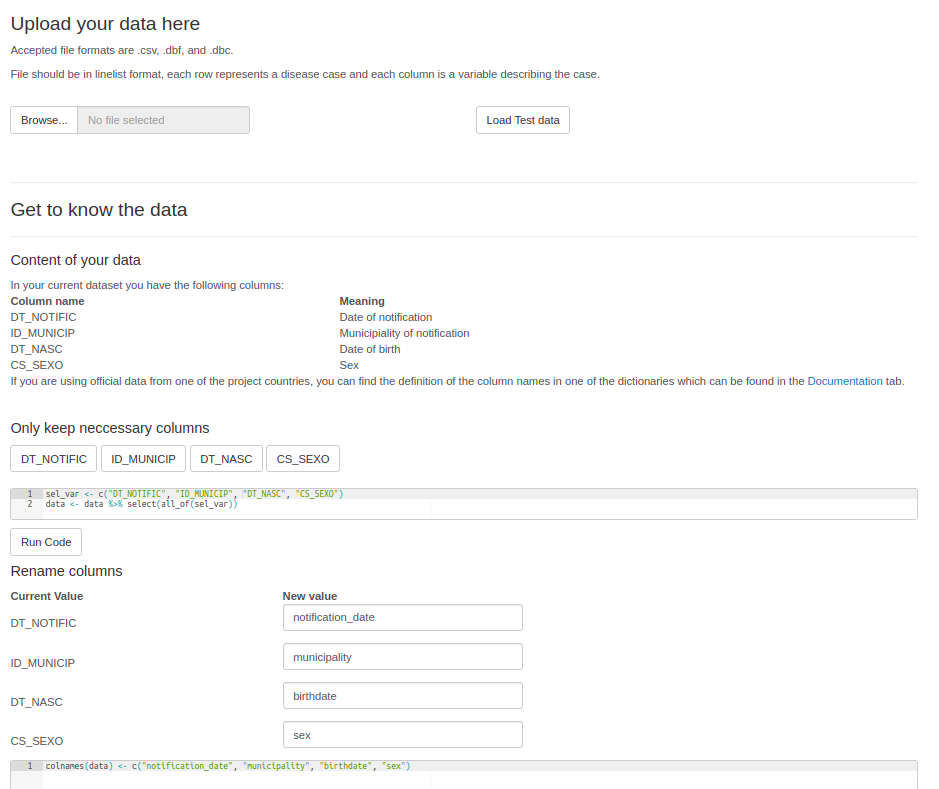 Upload your data here
Accepted file formats are .csv, .dbf, and .dbc.
File should be in linelist format, each row represents a disease case and each column is a variable describing the case.
Browse... No file selected Load Test data
Get to know the data
Content of your data
In your current dataset you have the following columns:
Column name Meaning
DT_NOTIFIC Date of notification
ID_MUNICIP Municipiality of notification
DT_NASC Date of birth
CS_SEXO Sex
If you are using official data from one of the project countries, you can find the definition of the column names in one of the dictionaries which can be found in the Documentation tab.
Only keep neccessary columns
DT_NOTIFIC ID_MUNICIP DT_NASC CS_SEXO
1 sel_var <- c("DT_NOTIFIC", "ID_MUNICIP", "DT_NASC", "CS_SEXO")
2 data <- data %>% select(all_of(sel_var))
Run Code
Rename columns
Current Value New value
DT_NOTIFIC notification_date
ID_MUNICIP municipality
DT_NASC birthdate
CS_SEXO sex
1 colnames(data) <- c("notification_date", "municipality", "birthdate", "sex")